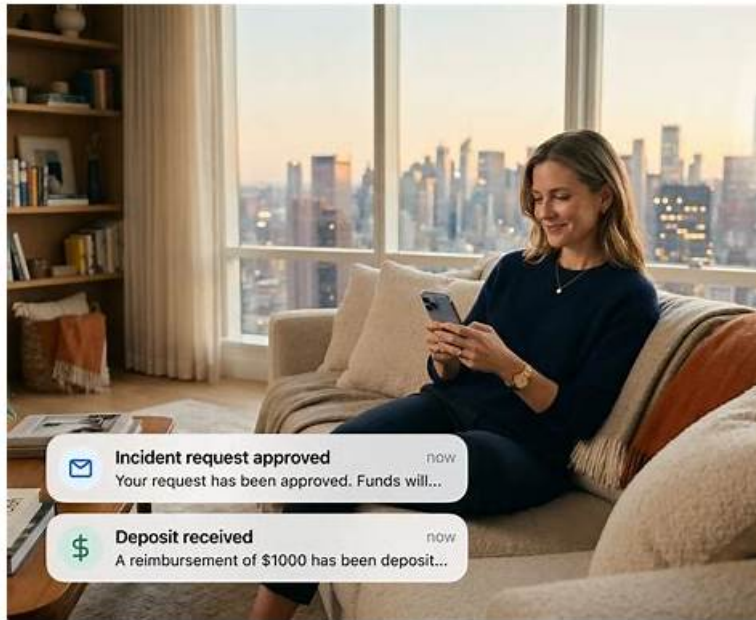 Incident request approved
now
Your request has been approved. Funds will...
Deposit received
now
A reimbursement of $1000 has been deposit...